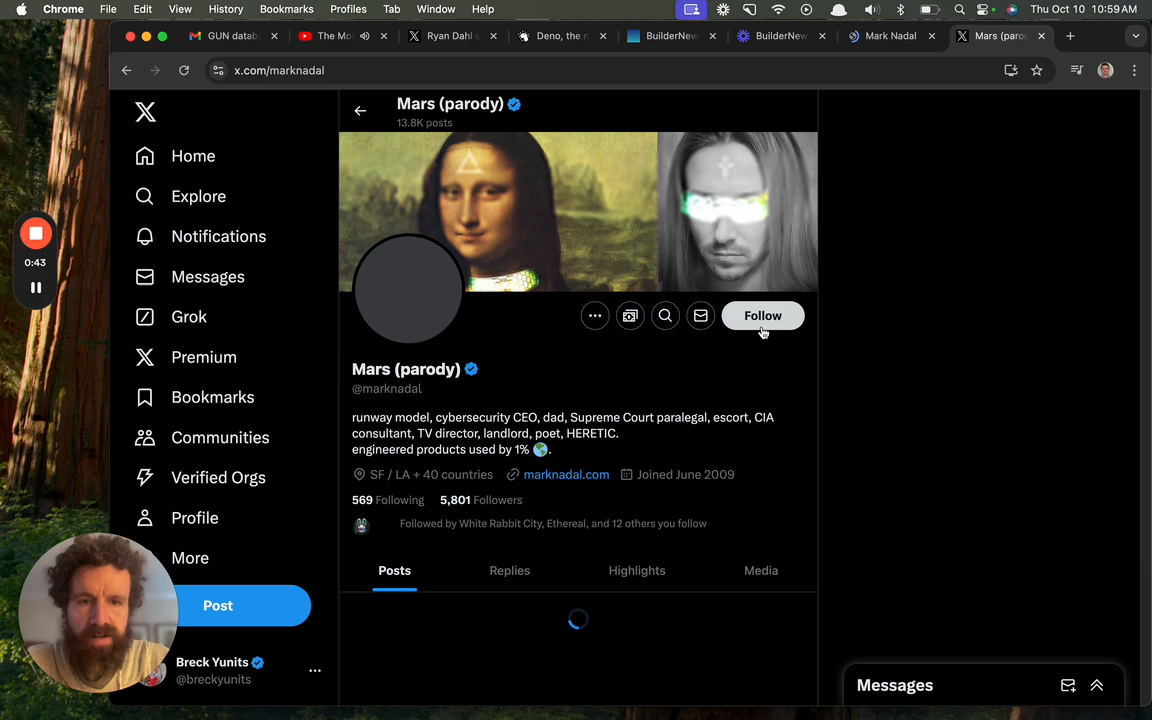 Chrome File Edit View History Bookmarks Profiles Tab Window Help Thu Oct 10 10:59 AM
GUN datab The Mo Ryan Dahl c Deno, the n BuilderNew BuilderNew Mark Nadal Mars (paro
x.com/marknadal
Mars (parody)
13.8K posts
Home
Explore
Notifications
Messages
Grok
Premium
Bookmarks
Communities
Verified Orgs
Profile
More
Post
Breck Yunits
@breckyunits
0:43
Follow
Mars (parody)
@marknadal
runway model, cybersecurity CEO, dad, Supreme Court paralegal, escort, CIA
consultant, TV director, landlord, poet, HERETIC.
engineered products used by 1% 🌎.
SF / LA + 40 countries marknadal.com Joined June 2009
569 Following 5,801 Followers
Followed by White Rabbit City, Ethereal, and 12 others you follow
Posts Replies Highlights Media
Messages